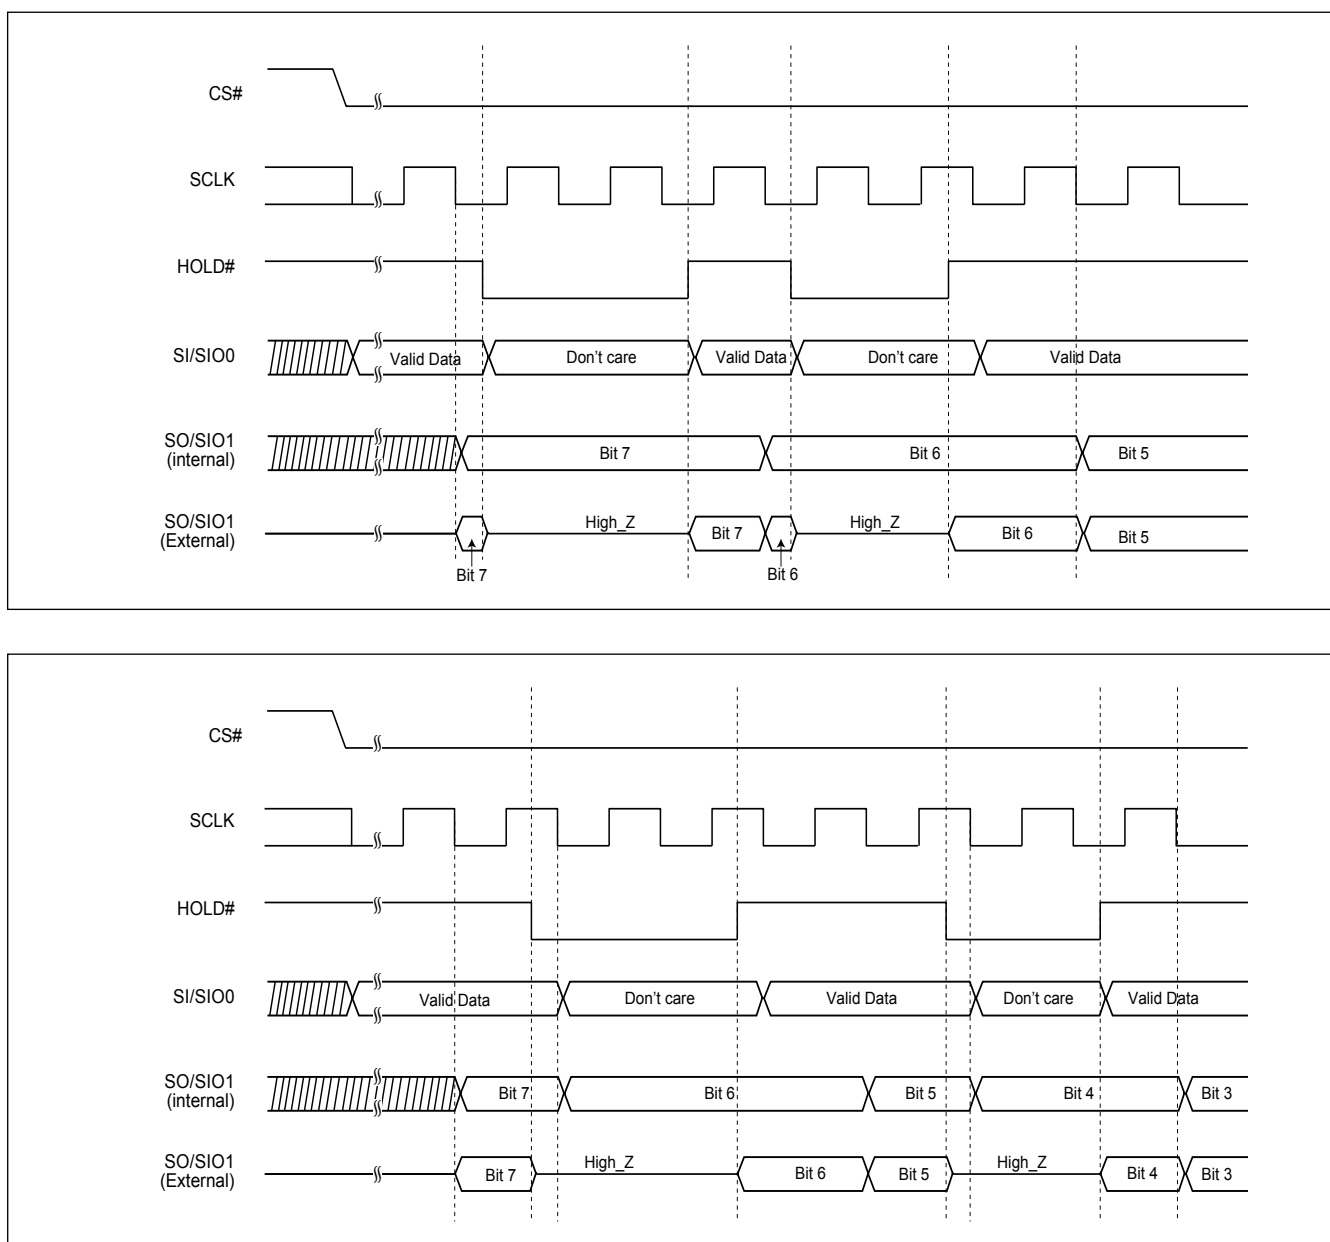 CS#
SCLK
HOLD#
SI/SIO0
Valid Data
Don't care
Valid Data
Don't care
Valid Data
SO/SIO1
(internal)
Bit 7
Bit 6
Bit 5
SO/SIO1
(External)
High_Z
Bit 7
High_Z
Bit 6
Bit 5
Bit 7
Bit 6
CS#
SCLK
HOLD#
SI/SIO0
Valid Data
Don't care
Valid Data
Don't care
Valid Data
SO/SIO1
(internal)
Bit 7
Bit 6
Bit 5
Bit 4
Bit 3
SO/SIO1
(External)
Bit 7
High_Z
Bit 6
Bit 5
High_Z
Bit 4
Bit 3